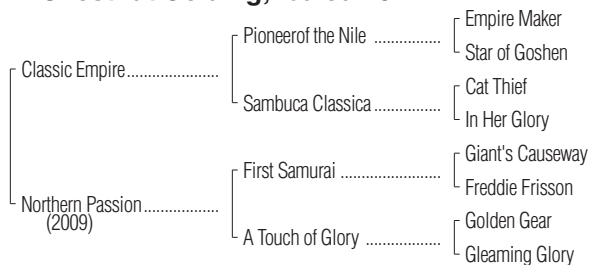 Empire Maker
Pioneerof the Nile ................
Star of Goshen
Classic Empire......................
Cat Thief
Sambuca Classica ................
In Her Glory
Giant's Causeway
First Samurai ........................
Freddie Frisson
Northern Passion..................
(2009)
Golden Gear
A Touch of Glory ..................
Gleaming Glory